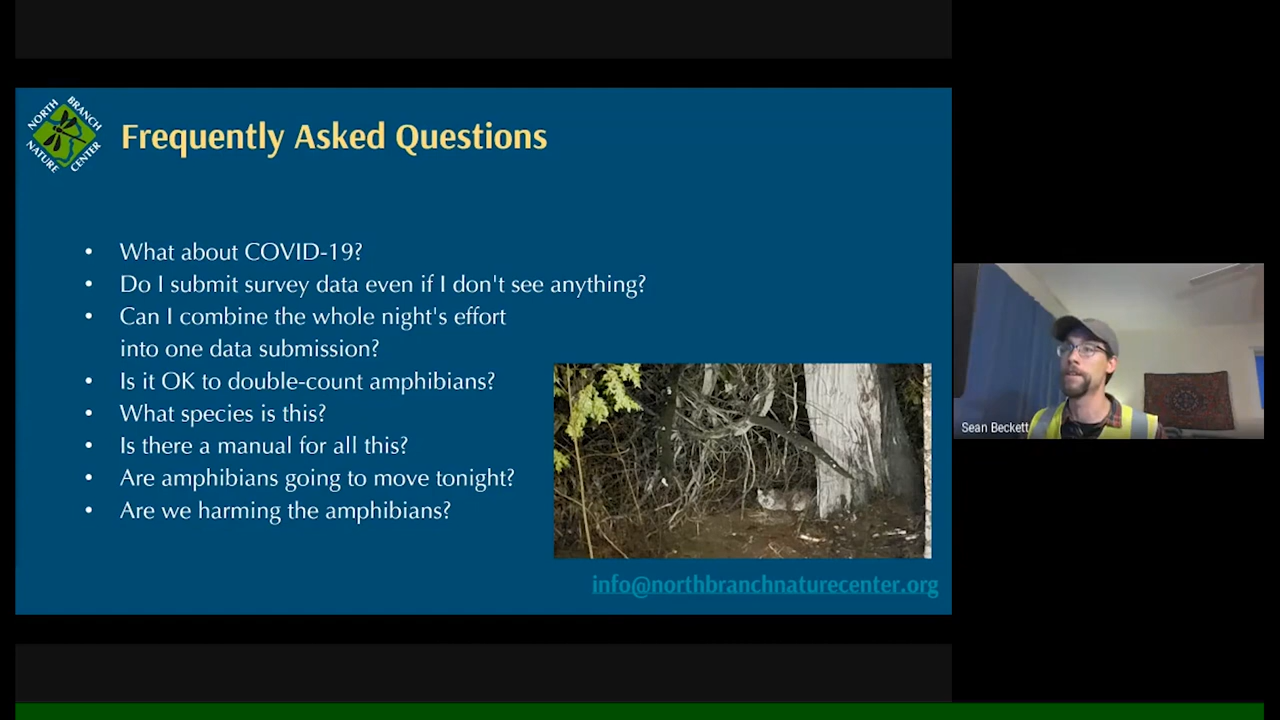 NORTH BRANCH
NATURE CENTER
Frequently Asked Questions
• What about COVID-19?
• Do I submit survey data even if I don't see anything?
• Can I combine the whole night's effort
into one data submission?
• Is it OK to double-count amphibians?
• What species is this?
• Is there a manual for all this?
• Are amphibians going to move tonight?
• Are we harming the amphibians?
info@northbranchnaturecenter.org
Sean Beckett